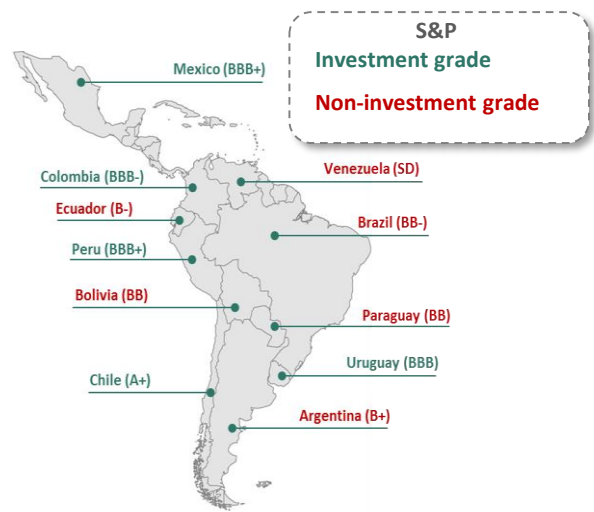 S&P
Investment grade
Non-investment grade
Mexico (BBB+)
Colombia (BBB-)
Venezuela (SD)
Ecuador (B-)
Brazil (BB-)
Peru (BBB+)
Bolivia (BB)
Paraguay (BB)
Uruguay (BBB)
Chile (A+)
Argentina (B+)